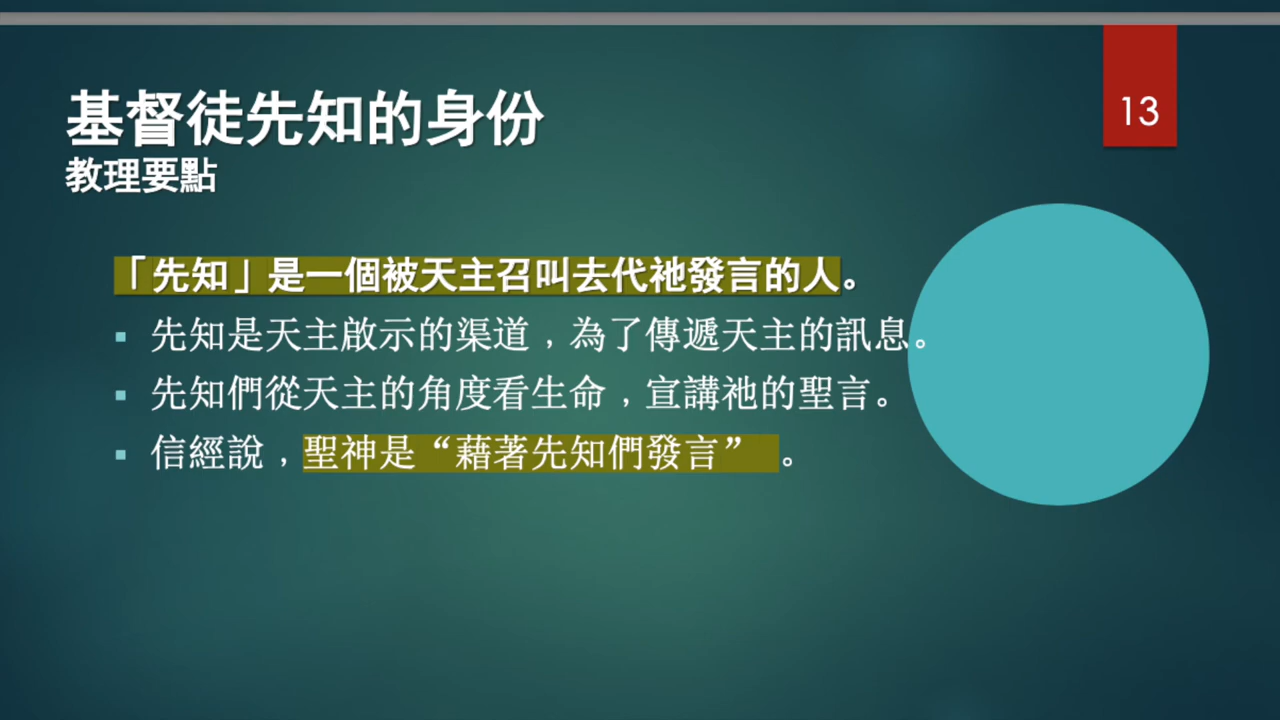 13
基督徒先知的身份
教理要點
「先知」是一個被天主召叫去代祂發言的人。
▪ 先知是天主啟示的渠道，為了傳遞天主的訊息。
▪ 先知們從天主的角度看生命，宣講祂的聖言。
▪ 信經說，聖神是“藉著先知們發言” 。